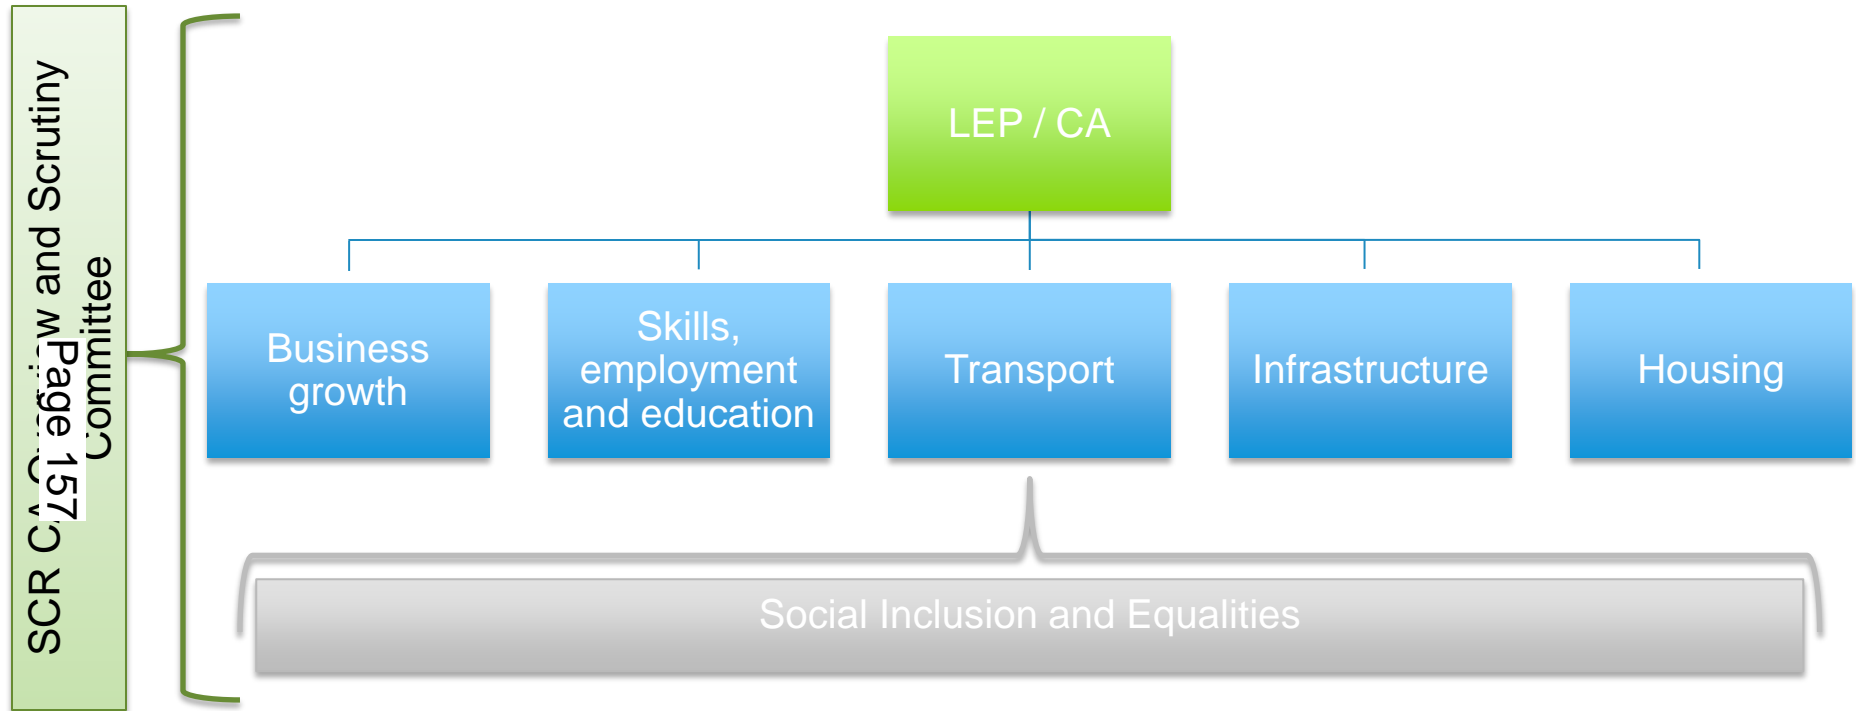 SCR CA Overview and Scrutiny
Committee
Page 157
LEP / CA
Business
growth
Skills,
employment
and education
Transport
Infrastructure
Housing
Social Inclusion and Equalities